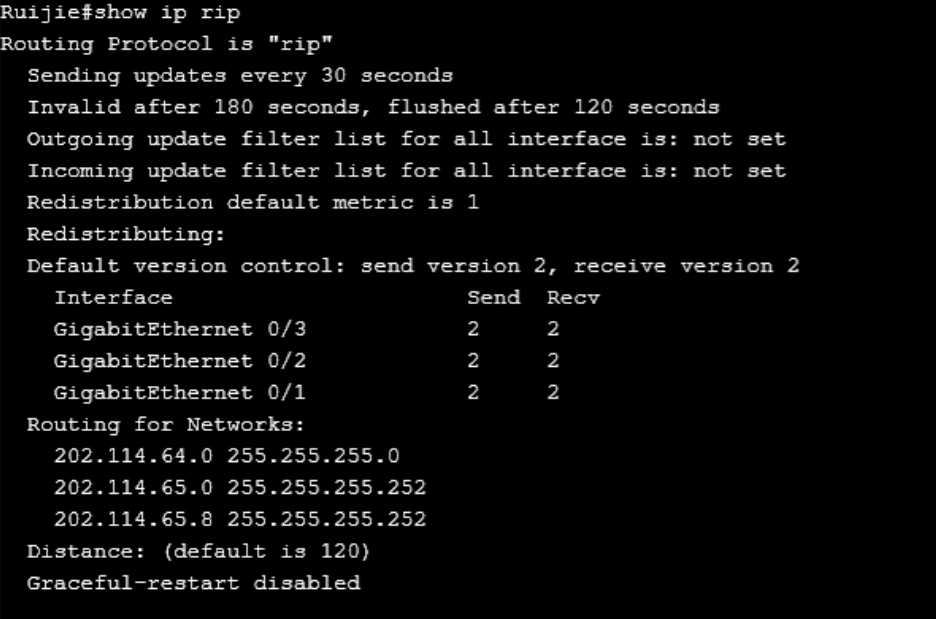 Ruijie#show ip rip
Routing Protocol is "rip"
  Sending updates every 30 seconds
  Invalid after 180 seconds, flushed after 120 seconds
  Outgoing update filter list for all interface is: not set
  Incoming update filter list for all interface is: not set
  Redistribution default metric is 1
  Redistributing:
  Default version control: send version 2, receive version 2
    Interface                      Send  Recv
    GigabitEthernet 0/3            2     2
    GigabitEthernet 0/2            2     2
    GigabitEthernet 0/1            2     2
  Routing for Networks:
    202.114.64.0 255.255.255.0
    202.114.65.0 255.255.255.252
    202.114.65.8 255.255.255.252
  Distance: (default is 120)
  Graceful-restart disabled